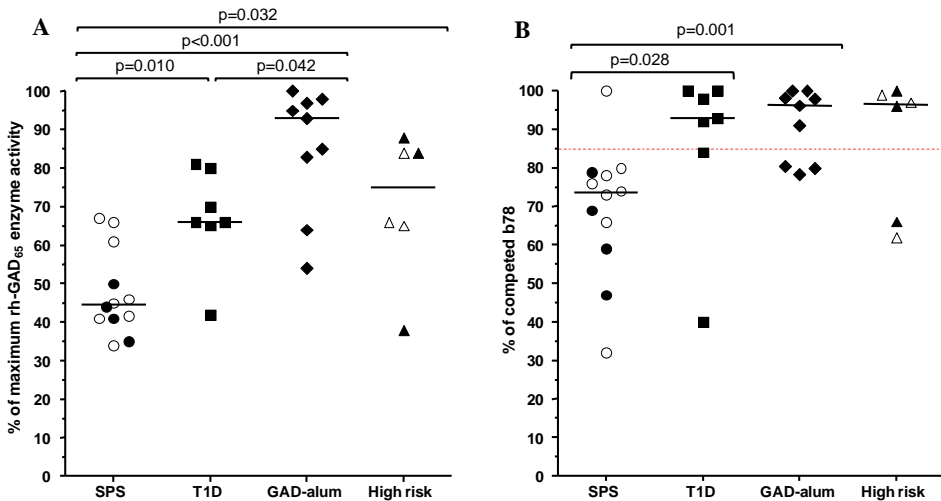 A
p=0.032
p<0.001
p=0.010
p=0.042
% of maximum rh-GAD65 enzyme activity
100
90
80
70
60
50
40
30
20
10
0
SPS
T1D
GAD-alum
High risk
B
p=0.001
p=0.028
% of competed b78
100
90
80
70
60
50
40
30
20
10
0
SPS
T1D
GAD-alum
High risk